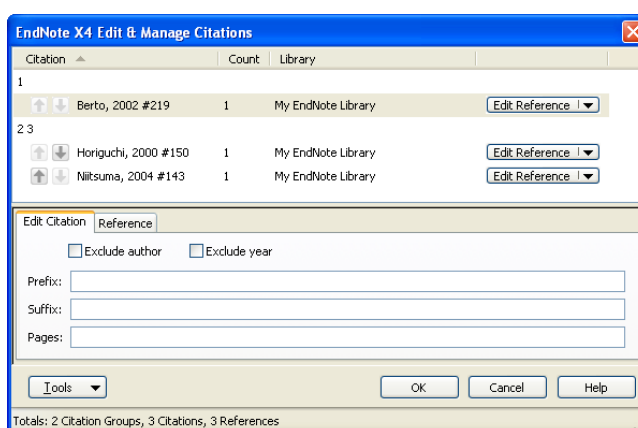 EndNote X4 Edit & Manage Citations
Citation Count Library
1
Berto, 2002 #219 1 My EndNote Library Edit Reference
2 3
Horiguchi, 2000 #150 1 My EndNote Library Edit Reference
Niitsuma, 2004 #143 1 My EndNote Library Edit Reference
Edit Citation Reference
Exclude author Exclude year
Prefix:
Suffix:
Pages:
Tools OK Cancel Help
Totals: 2 Citation Groups, 3 Citations, 3 References